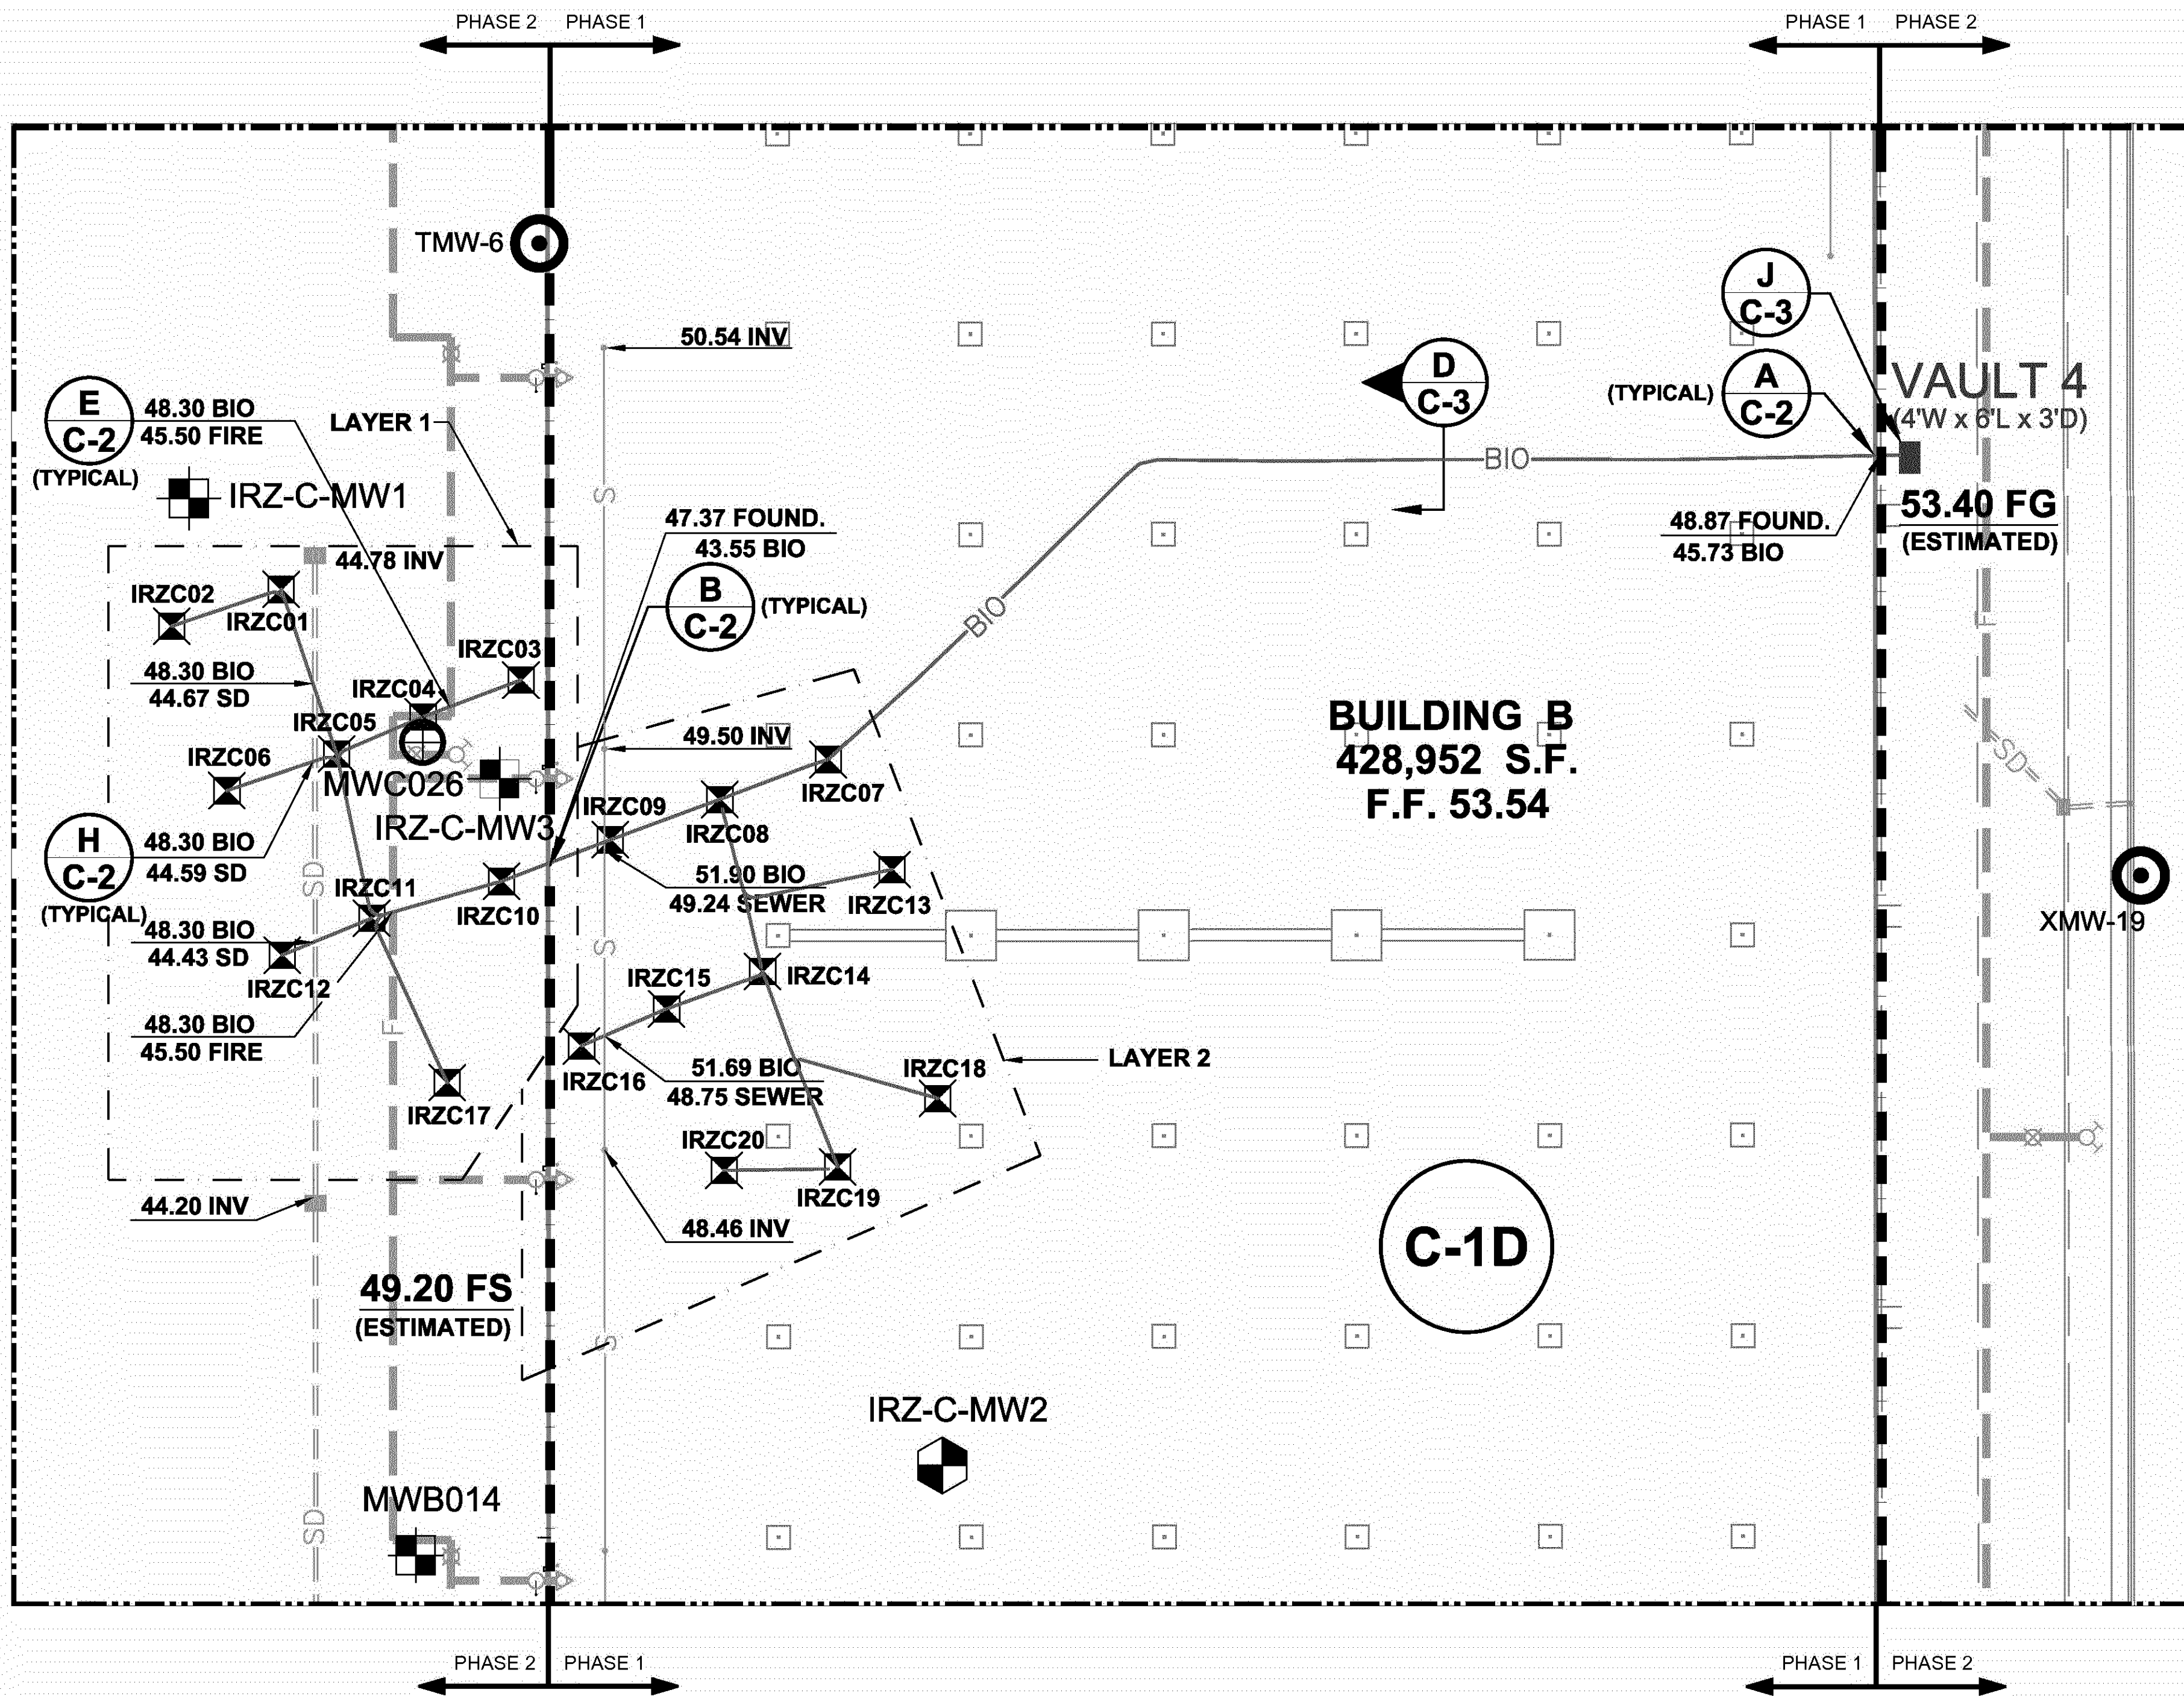 PHASE 2 PHASE 1
PHASE 1 PHASE 2
TMW-6
J
C-3
50.54 INV
D
C-3
A
C-2
(TYPICAL)
VAULT 4
(4'W x 6'L x 3'D)
E
C-2
(TYPICAL)
48.30 BIO
45.50 FIRE
LAYER 1
BIO
IRZ-C-MW1
S
47.37 FOUND.
43.55 BIO
48.87 FOUND.
45.73 BIO
53.40 FG
(ESTIMATED)
44.78 INV
B
C-2
(TYPICAL)
BIO
F
IRZC02
IRZC01
IRZC03
48.30 BIO
44.67 SD
IRZC04
IRZC05
IRZC06
49.50 INV
BUILDING B
428,952 S.F.
F.F. 53.54
SD
MWC026
IRZC07
IRZC09
IRZC08
IRZ-C-MW3
H
C-2
(TYPICAL)
48.30 BIO
44.59 SD
SD
IRZC11
IRZC10
51.90 BIO
49.24 SEWER
IRZC13
XMW-19
48.30 BIO
44.43 SD
S
IRZC12
IRZC15
IRZC14
48.30 BIO
45.50 FIRE
F
LAYER 2
IRZC16
51.69 BIO
48.75 SEWER
IRZC18
IRZC17
IRZC20
IRZC19
44.20 INV
48.46 INV
C-1D
49.20 FS
(ESTIMATED)
S
IRZ-C-MW2
MWB014
SD
PHASE 2 PHASE 1
PHASE 1 PHASE 2